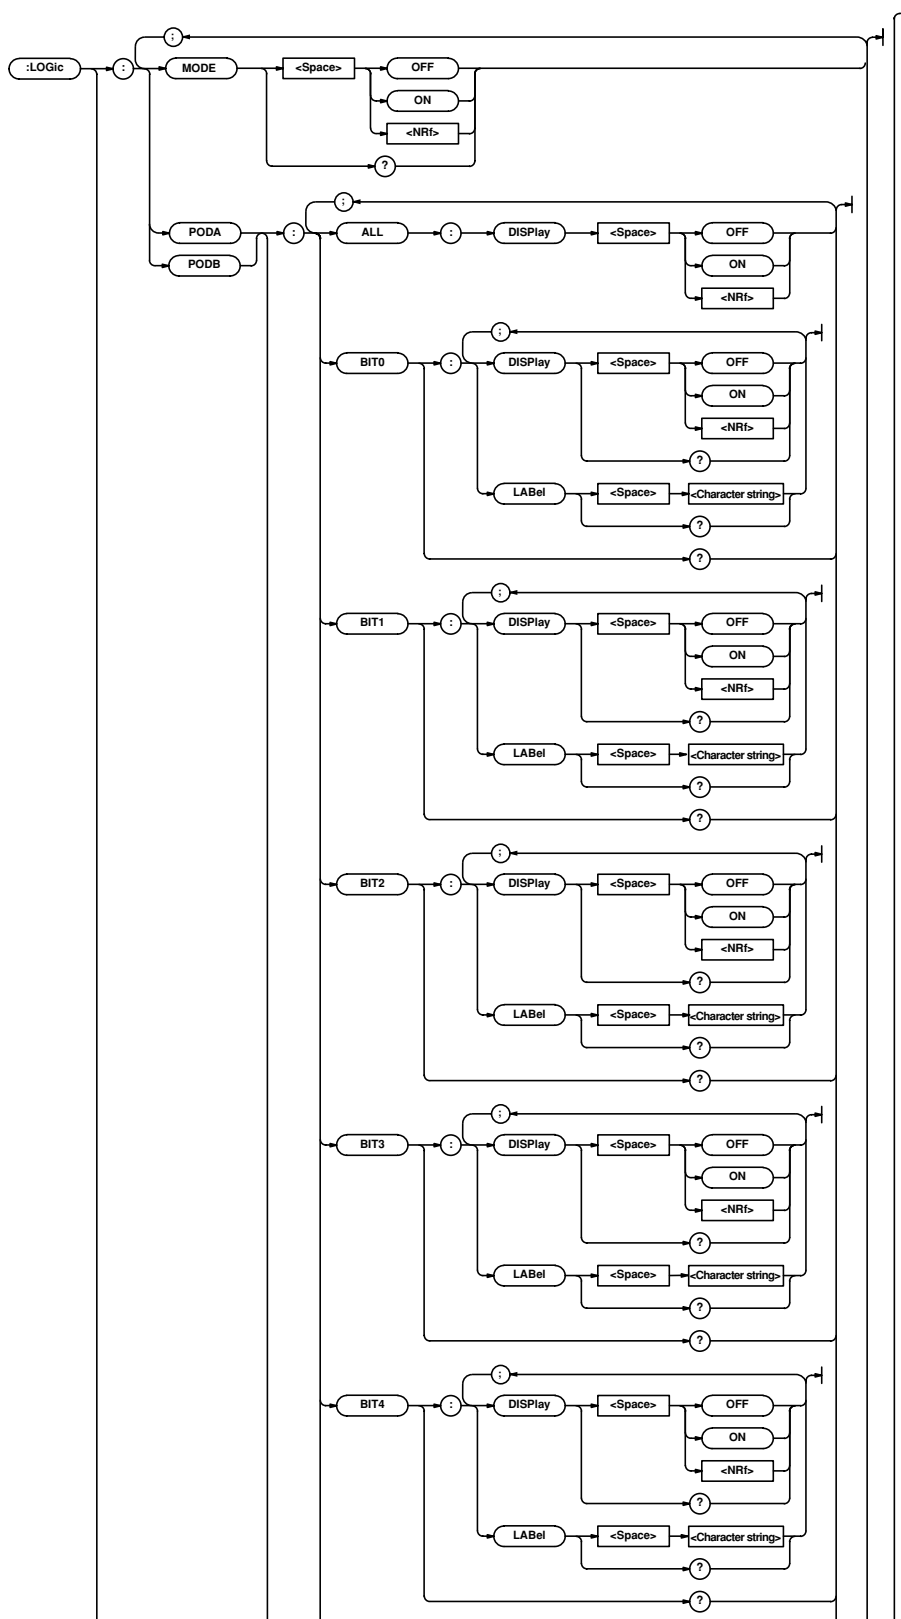 ;
:LOGic : MODE <Space> OFF
ON
<NRf>
?
;
PODA : ALL : DISPlay <Space> OFF
PODB ON
<NRf>
;
BIT0 : DISPlay <Space> OFF
ON
<NRf>
?
LABel <Space> <Character string>
?
?
;
BIT1 : DISPlay <Space> OFF
ON
<NRf>
?
LABel <Space> <Character string>
?
?
;
BIT2 : DISPlay <Space> OFF
ON
<NRf>
?
LABel <Space> <Character string>
?
?
;
BIT3 : DISPlay <Space> OFF
ON
<NRf>
?
LABel <Space> <Character string>
?
?
;
BIT4 : DISPlay <Space> OFF
ON
<NRf>
?
LABel <Space> <Character string>
?
?